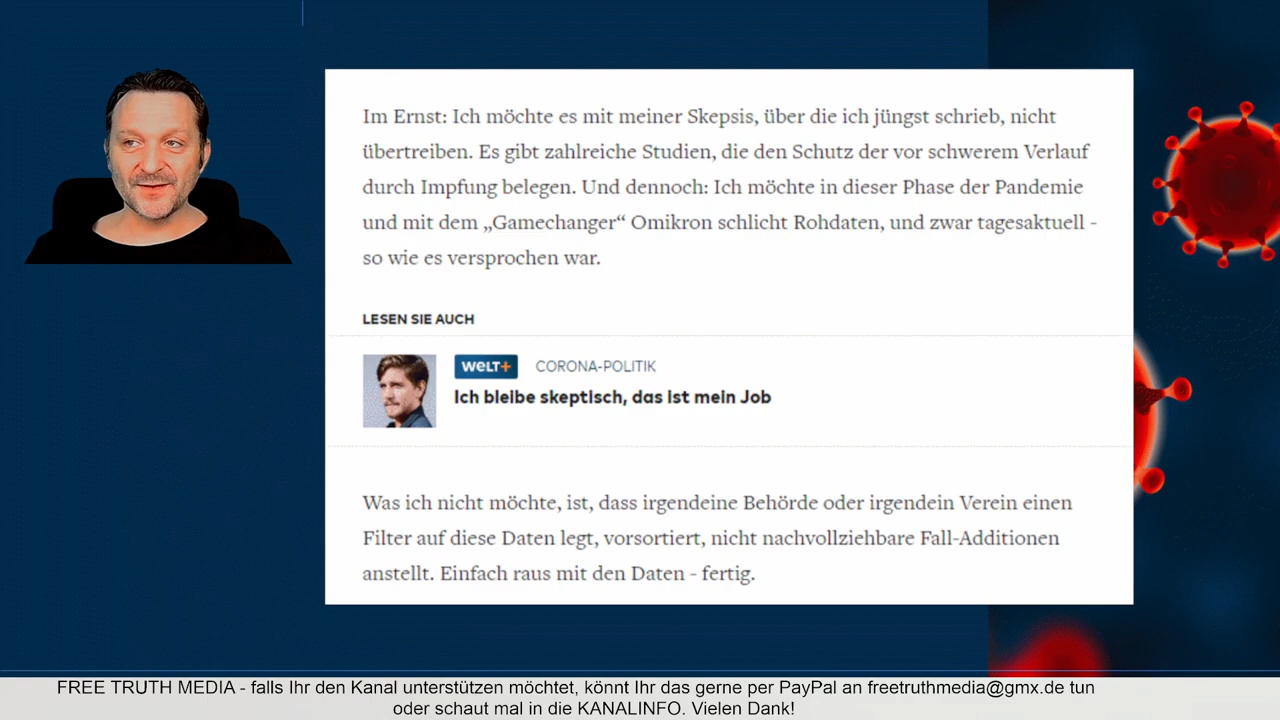 Im Ernst: Ich möchte es mit meiner Skepsis, über die ich jüngst schrieb, nicht
übertreiben. Es gibt zahlreiche Studien, die den Schutz der vor schwerem Verlauf
durch Impfung belegen. Und dennoch: Ich möchte in dieser Phase der Pandemie
und mit dem „Gamechanger“ Omikron schlicht Rohdaten, und zwar tagesaktuell -
so wie es versprochen war.
LESEN SIE AUCH
WELT+ CORONA-POLITIK
Ich bleibe skeptisch, das ist mein Job
Was ich nicht möchte, ist, dass irgendeine Behörde oder irgendein Verein einen
Filter auf diese Daten legt, vorsortiert, nicht nachvollziehbare Fall-Additionen
anstellt. Einfach raus mit den Daten - fertig.
FREE TRUTH MEDIA - falls Ihr den Kanal unterstützen möchtet, könnt Ihr das gerne per PayPal an freetruthmedia@gmx.de tun
oder schaut mal in die KANALINFO. Vielen Dank!